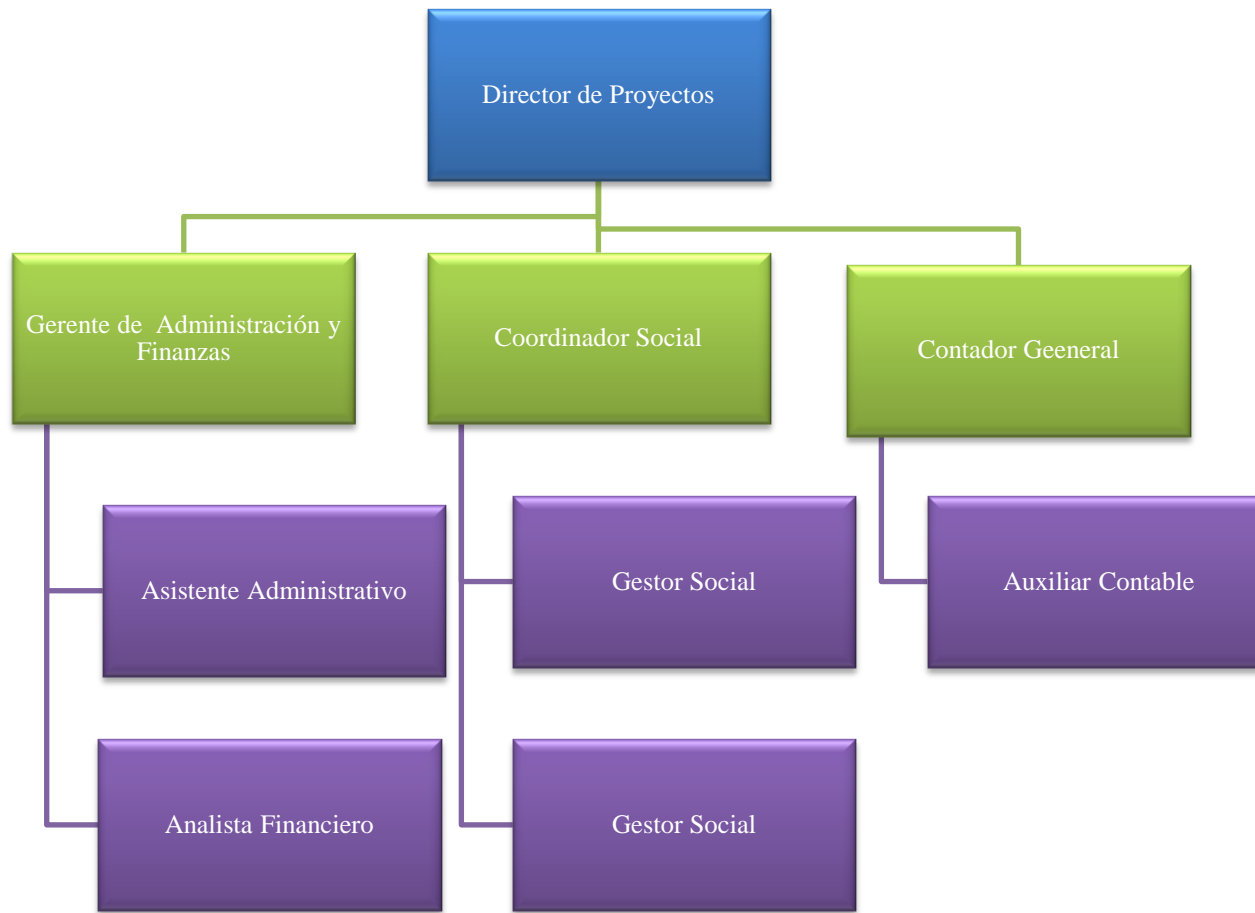 Director de Proyectos
Gerente de Administración y
Finanzas
Coordinador Social
Contador Geeneral
Asistente Administrativo
Gestor Social
Auxiliar Contable
Analista Financiero
Gestor Social